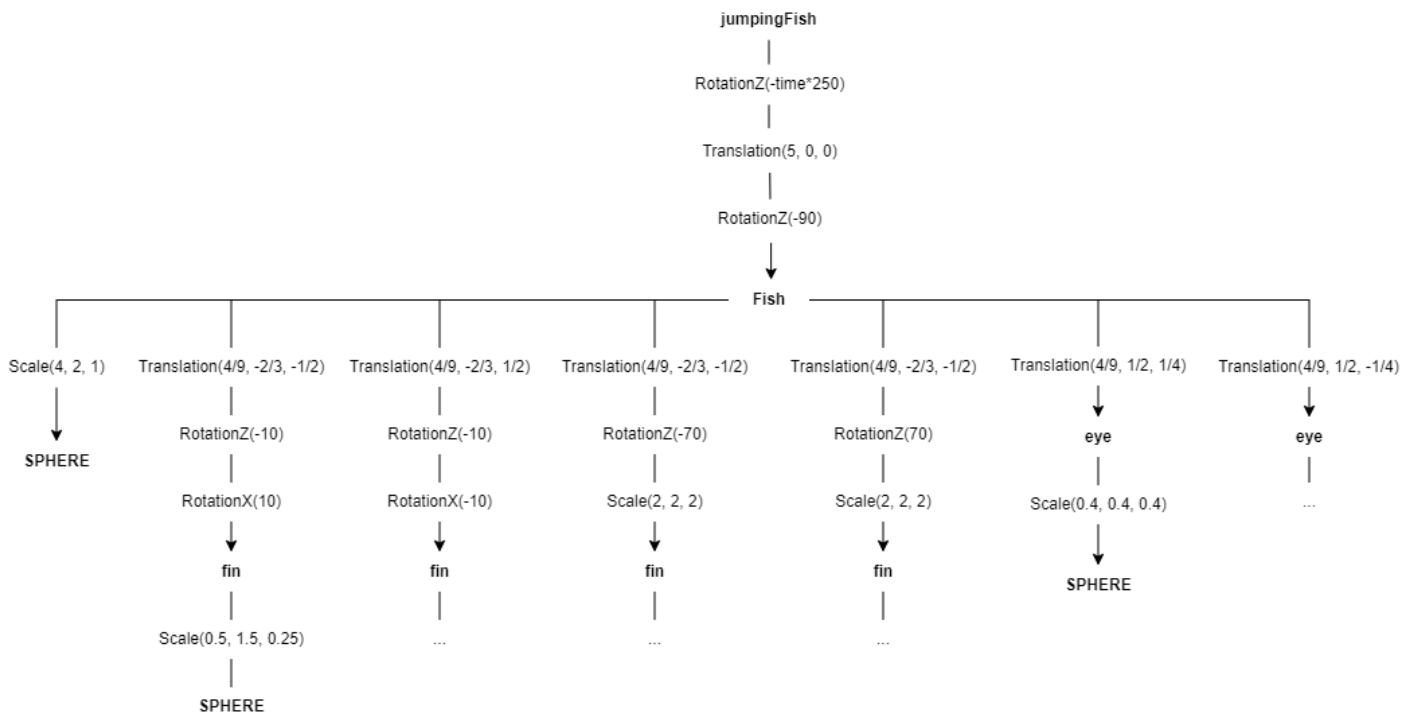 jumpingFish
RotationZ(-time*250)
Translation(5, 0, 0)
RotationZ(-90)
Fish
Scale(4, 2, 1) Translation(4/9, -2/3, -1/2) Translation(4/9, -2/3, 1/2) Translation(4/9, -2/3, -1/2) Translation(4/9, -2/3, -1/2) Translation(4/9, 1/2, 1/4) Translation(4/9, 1/2, -1/4)
RotationZ(-10) RotationZ(-10) RotationZ(-70) RotationZ(70) eye eye
SPHERE
RotationX(10) RotationX(-10) Scale(2, 2, 2) Scale(2, 2, 2) Scale(0.4, 0.4, 0.4) ...
fin fin fin fin SPHERE
Scale(0.5, 1.5, 0.25) ... ... ...
SPHERE